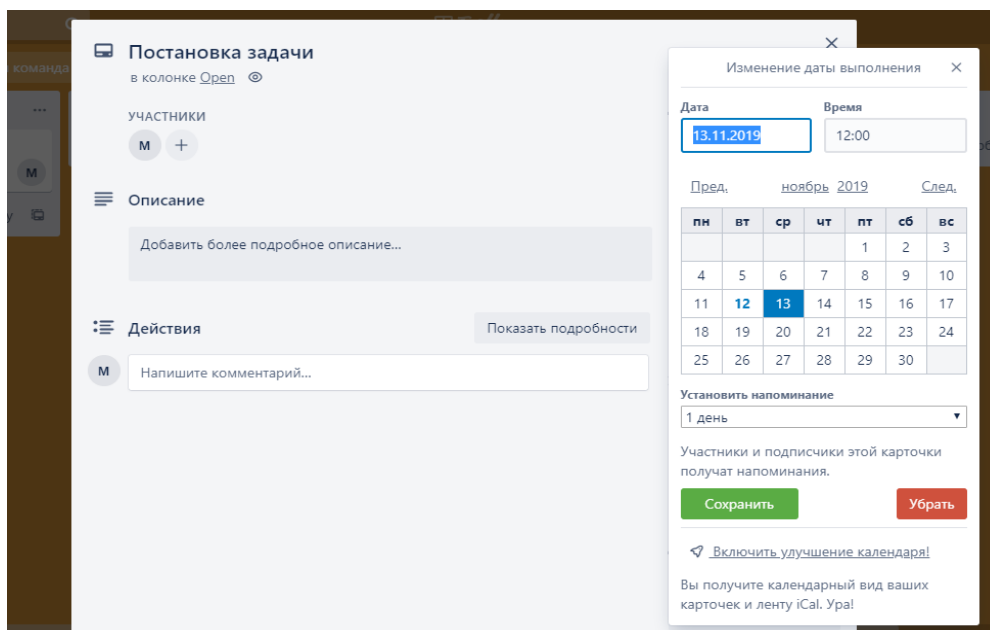 команда
...
М
Постановка задачи
в колонке Open
УЧАСТНИКИ
М +
Описание
Добавить более подробное описание...
Действия
Показать подробности
М
Напишите комментарий...
Изменение даты выполнения
Дата Время
13.11.2019 12:00
Пред. ноябрь 2019 След.
пн вт ср чт пт сб вс
1 2 3
4 5 6 7 8 9 10
11 12 13 14 15 16 17
18 19 20 21 22 23 24
25 26 27 28 29 30
Установить напоминание
1 день
Участники и подписчики этой карточки
получат напоминания.
Сохранить Убрать
Включить улучшение календаря!
Вы получите календарный вид ваших
карточек и ленту iCal. Ура!